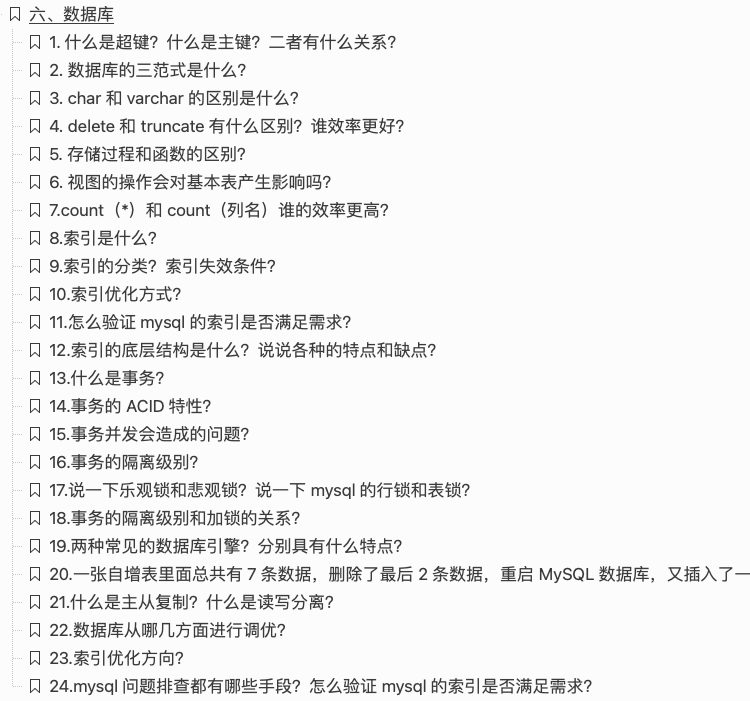 六、数据库
1. 什么是超键？什么是主键？二者有什么关系？
2. 数据库的三范式是什么？
3. char 和 varchar 的区别是什么？
4. delete 和 truncate 有什么区别？谁效率更好？
5. 存储过程和函数的区别？
6. 视图的操作会对基本表产生影响吗？
7.count（*）和 count（列名）谁的效率更高？
8.索引是什么？
9.索引的分类？索引失效条件？
10.索引优化方式？
11.怎么验证 mysql 的索引是否满足需求？
12.索引的底层结构是什么？说说各种的特点和缺点？
13.什么是事务？
14.事务的 ACID 特性？
15.事务并发会造成的问题？
16.事务的隔离级别？
17.说一下乐观锁和悲观锁？说一下 mysql 的行锁和表锁？
18.事务的隔离级别和加锁的关系？
19.两种常见的数据库引擎？分别具有什么特点？
20.一张自增表里面总共有 7 条数据，删除了最后 2 条数据，重启 MySQL 数据库，又插入了一
21.什么是主从复制？什么是读写分离？
22.数据库从哪几方面进行调优？
23.索引优化方向？
24.mysql 问题排查都有哪些手段？怎么验证 mysql 的索引是否满足需求？